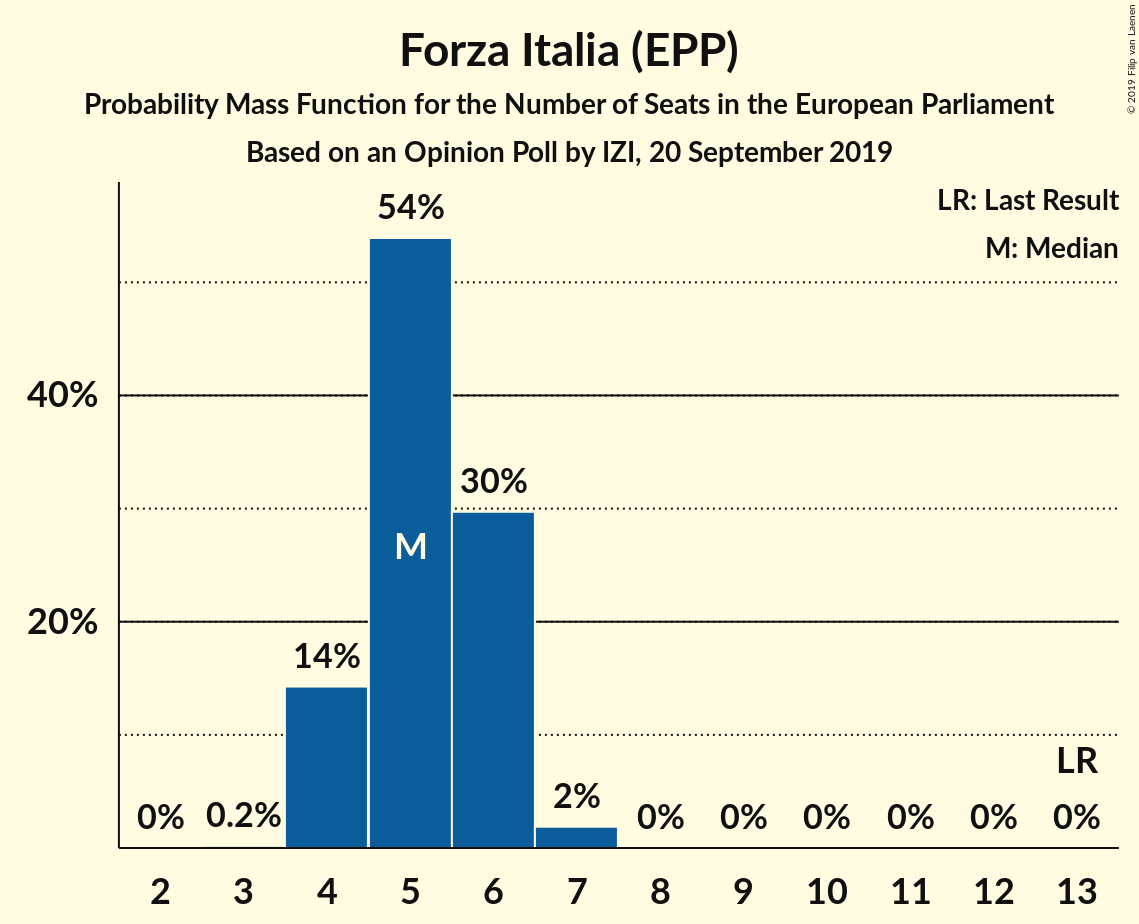 Forza Italia (EPP)
Probability Mass Function for the Number of Seats in the European Parliament
Based on an Opinion Poll by IZI, 20 September 2019
© 2019 Filip van Laenen
LR: Last Result
M: Median
54%
40%
30%
M
20%
14%
LR
2%
0% 0.2% 0% 0% 0% 0% 0% 0%
2 3 4 5 6 7 8 9 10 11 12 13